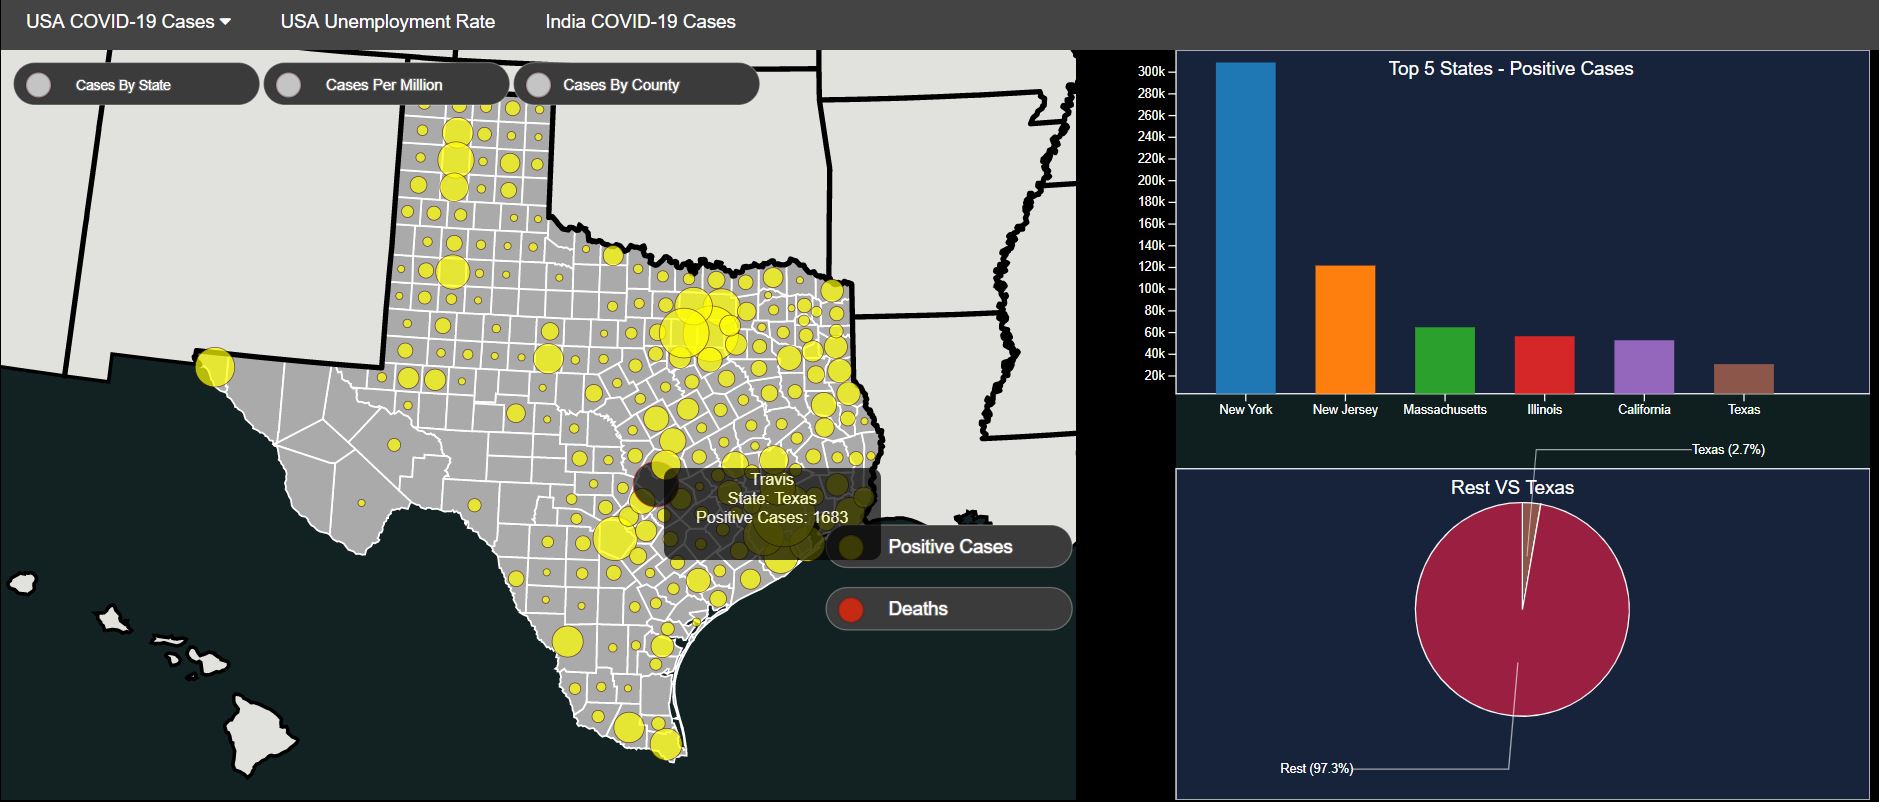 USA COVID-19 Cases
USA Unemployment Rate
India COVID-19 Cases
Cases By State
Cases Per Million
Cases By County
Travis
State: Texas
Positive Cases: 1683
Positive Cases
Deaths
Top 5 States - Positive Cases
300k
280k
260k
240k
220k
200k
180k
160k
140k
120k
100k
80k
60k
40k
20k
New York
New Jersey
Massachusetts
Illinois
California
Texas
Texas (2.7%)
Rest VS Texas
Rest (97.3%)